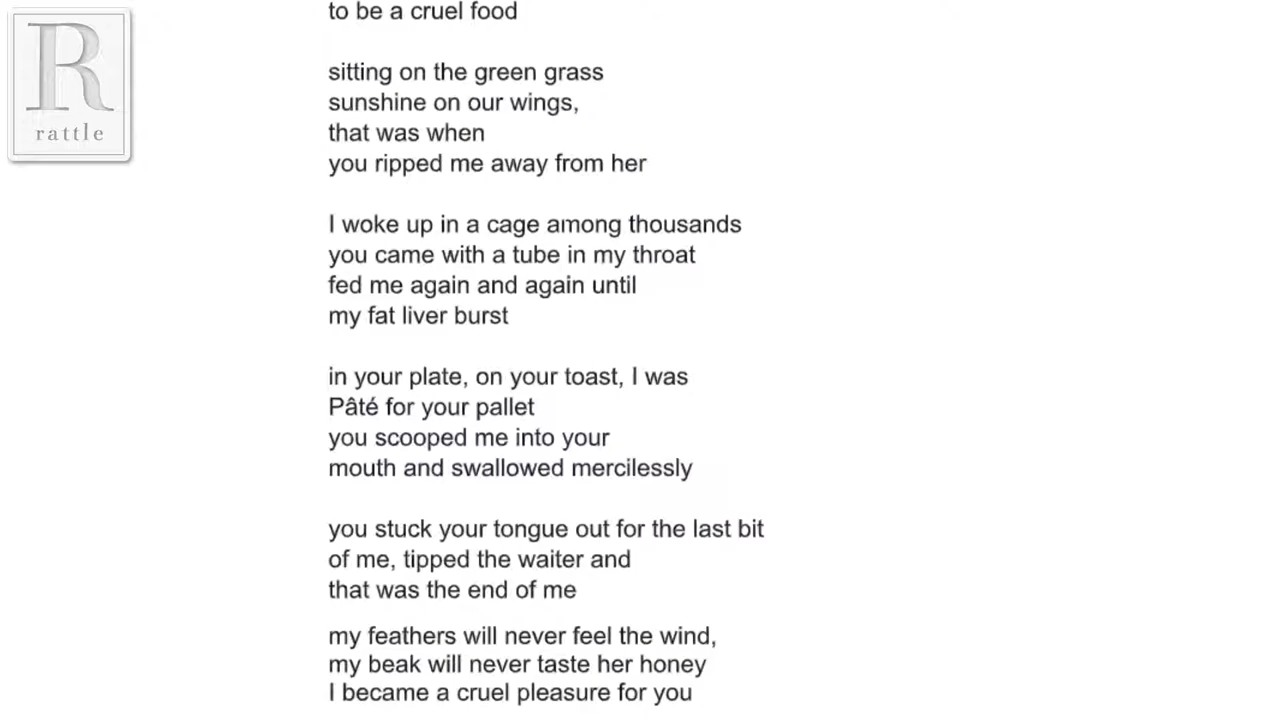 R
rattle
to be a cruel food
sitting on the green grass
sunshine on our wings,
that was when
you ripped me away from her
I woke up in a cage among thousands
you came with a tube in my throat
fed me again and again until
my fat liver burst
in your plate, on your toast, I was
Pâté for your pallet
you scooped me into your
mouth and swallowed mercilessly
you stuck your tongue out for the last bit
of me, tipped the waiter and
that was the end of me
my feathers will never feel the wind,
my beak will never taste her honey
I became a cruel pleasure for you